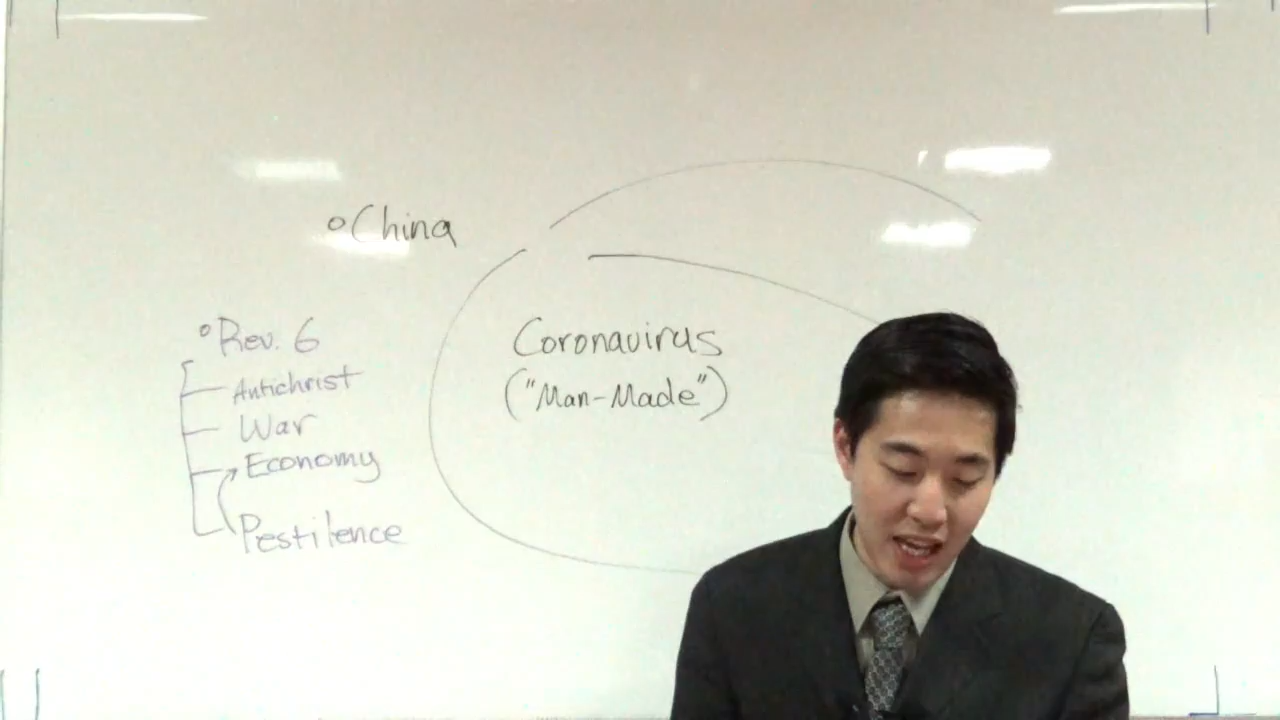 China
Rev. 6
Antichrist
War
Economy
Pestilence
Coronavirus
("Man-Made")